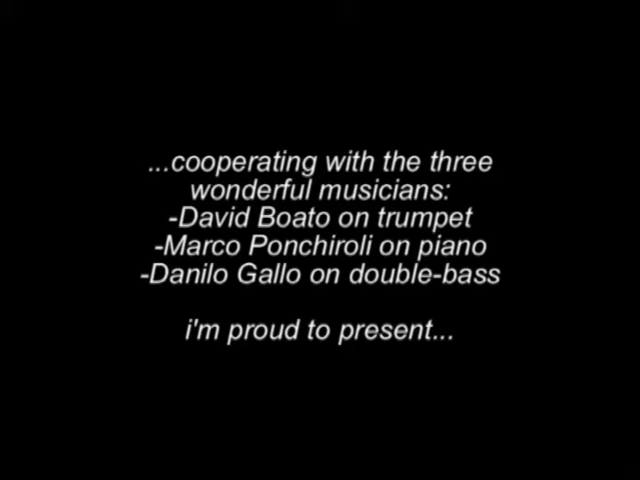 ...cooperating with the three
wonderful musicians:
-David Boato on trumpet
-Marco Ponchiroli on piano
-Danilo Gallo on double-bass
i'm proud to present...